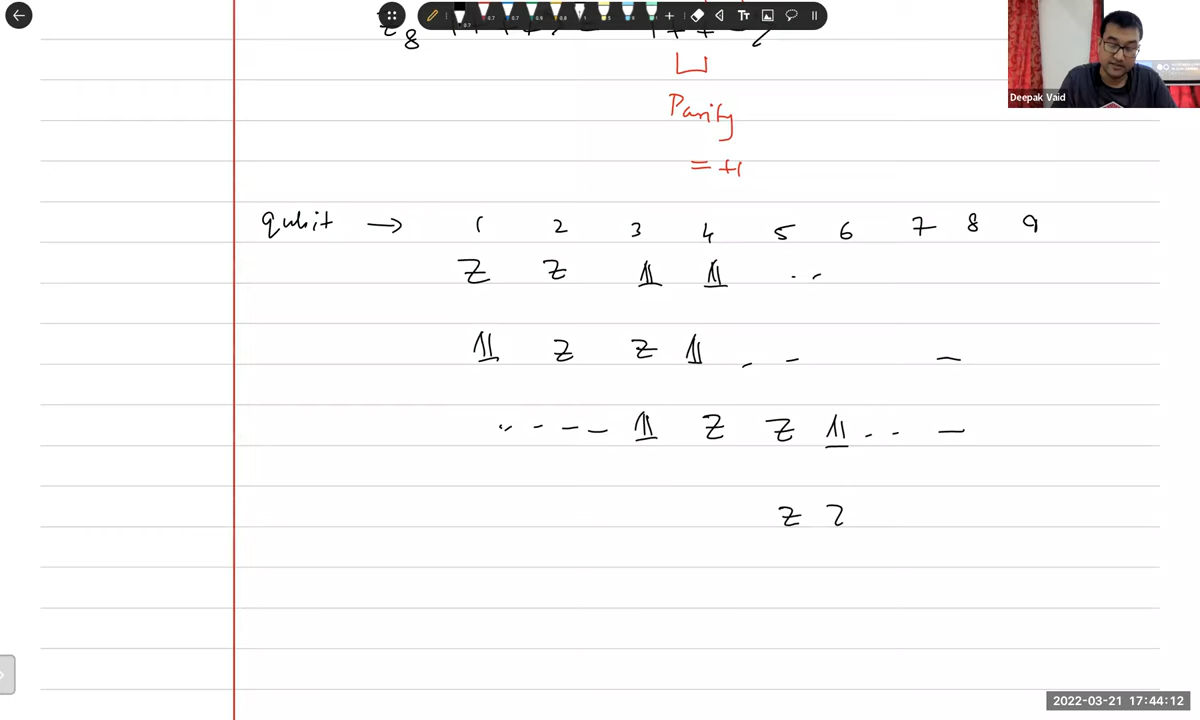 Deepak Vaid
Parity
= +1
qubit → 1 2 3 4 5 6 7 8 9
Z Z 𝟙 𝟙 . . 
𝟙 Z Z 𝟙 . - -
. . - - - 𝟙 Z Z 𝟙 . . -
Z Z
2022-03-21 17:44:12